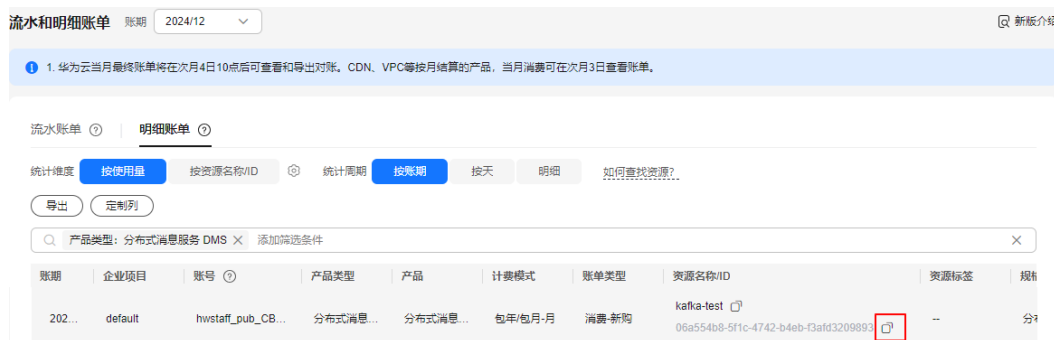 流水和明细账单 账期 2024/12 新版介绍
1. 华为云当月最终账单将在次月4日10点后可查看和导出对账。CDN、VPC等按月结算的产品，当月消费可在次月3日查看账单。
流水账单 明细账单
统计维度 按使用量 按资源名称/ID 统计周期 按账期 按天 明细 如何查找资源?
导出 定制列
产品类型：分布式消息服务 DMS 添加筛选条件
账期 企业项目 账号 产品类型 产品 计费模式 账单类型 资源名称/ID 资源标签 规
kafka-test
202... default hwstaff_pub_CB... 分布式消息... 分布式消息... 包年/包月-月 消费-新购 -- 分
06a554b8-5f1c-4742-b4eb-f3afd3209893